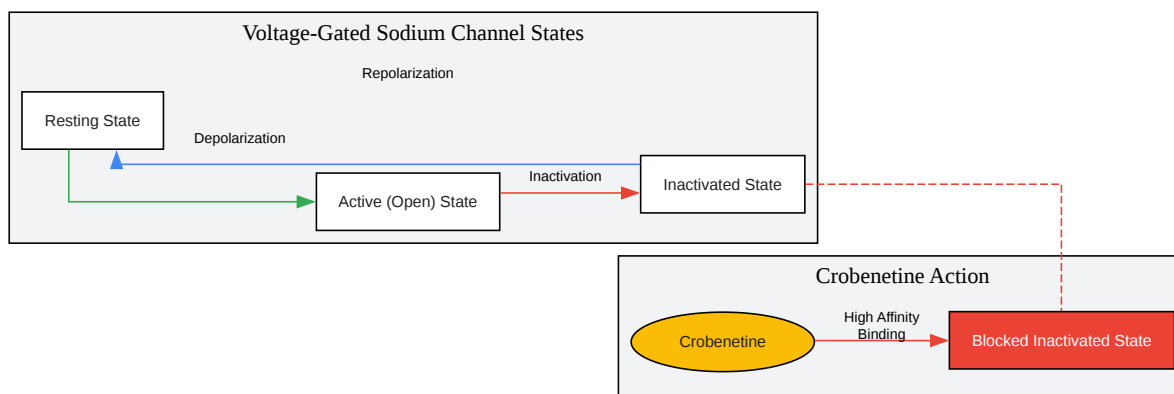 Voltage-Gated Sodium Channel States
Repolarization
Resting State
Depolarization
Inactivation
Inactivated State
Active (Open) State
Crobenetine Action
High Affinity
Binding
Crobenetine
Blocked Inactivated State